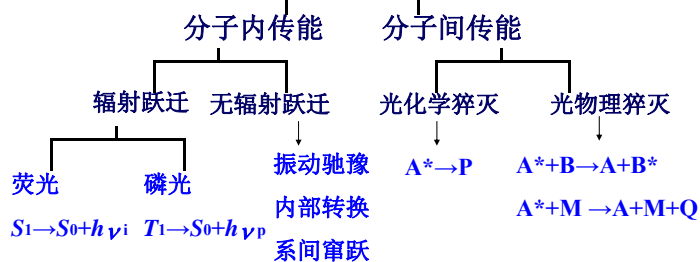 分子内传能 分子间传能
辐射跃迁 无辐射跃迁 光化学猝灭 光物理猝灭
荧光 磷光 振动驰豫 A*→P A*+B→A+B*
S1→S0+hνi T1→S0+hνp 内部转换 A*+M →A+M+Q
系间窜跃